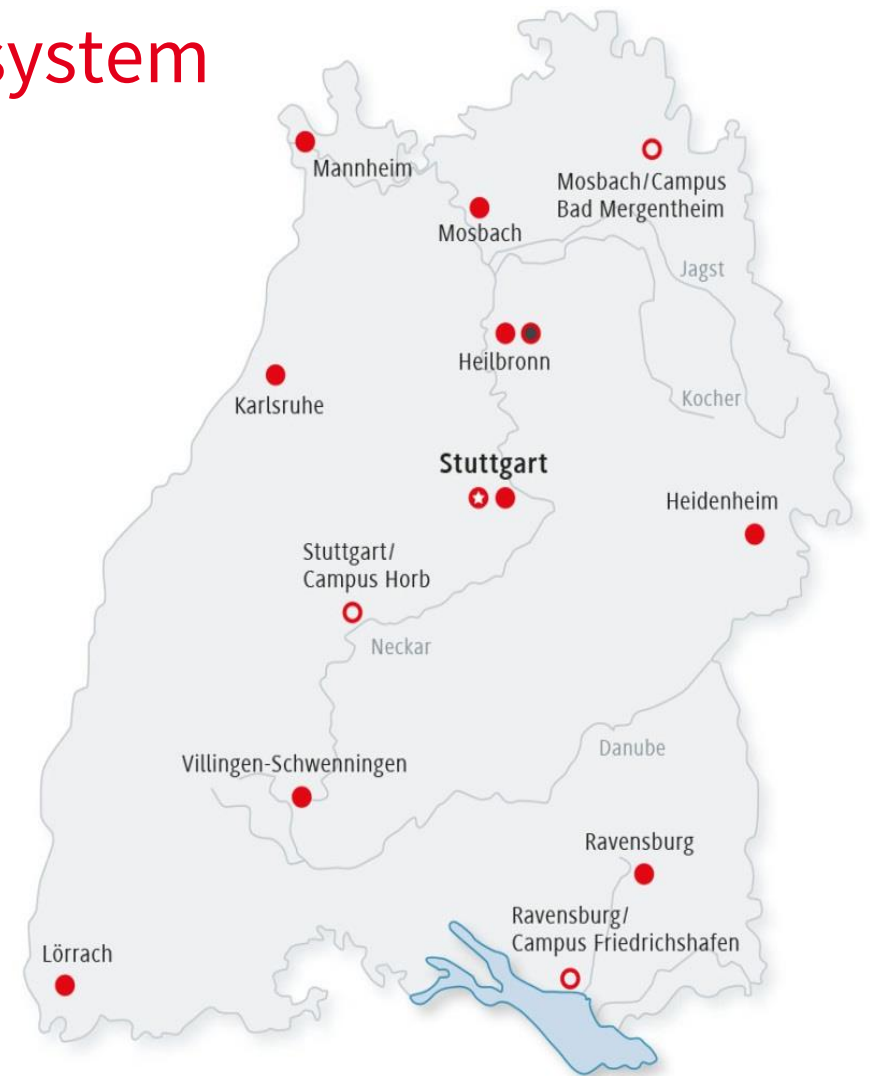 system
Mannheim
Mosbach/Campus
Bad Mergentheim
Mosbach
Jagst
Heilbronn
Kocher
Karlsruhe
Stuttgart
Heidenheim
Stuttgart/
Campus Horb
Neckar
Danube
Villingen-Schwenningen
Ravensburg
Ravensburg/
Campus Friedrichshafen
Lörrach